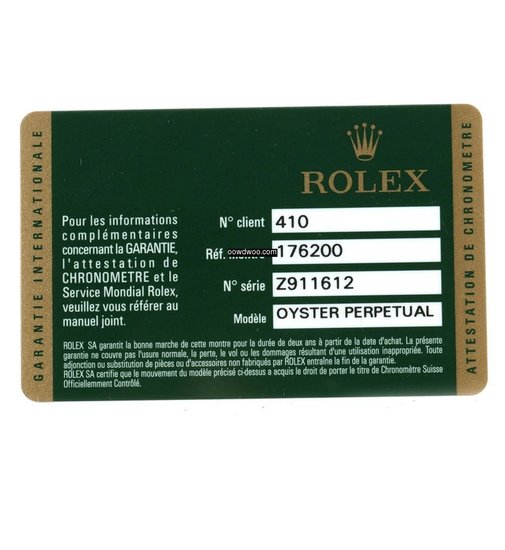 GARANTIE INTERNATIONALE
ROLEX
Pour les informations
complémentaires
concernant la GARANTIE,
l'attestation de
CHRONOMETRE et le
Service Mondial Rolex,
veuillez vous référer au
manuel joint.
N° client 410
Réf. montre 176200
oowdwoo.com
N° série Z911612
Modèle OYSTER PERPETUAL
ROLEX SA garantit la bonne marche de cette montre pour la durée de deux ans à partir de la date d'achat. La présente
garantie ne couvre pas l'usure normale, la perte, le vol ou les dommages résultant d'une utilisation inappropriée. Toute
adjonction ou substitution de pièces ou d'accessoires non fabriqués par ROLEX entraîne la fin de la garantie.
ROLEX SA certifie que le mouvement du modèle précisé ci-dessus a acquis le droit de porter le titre de Chronomètre Suisse
Officiellemment Contrôlé.
ATTESTATION DE CHRONOMETRE